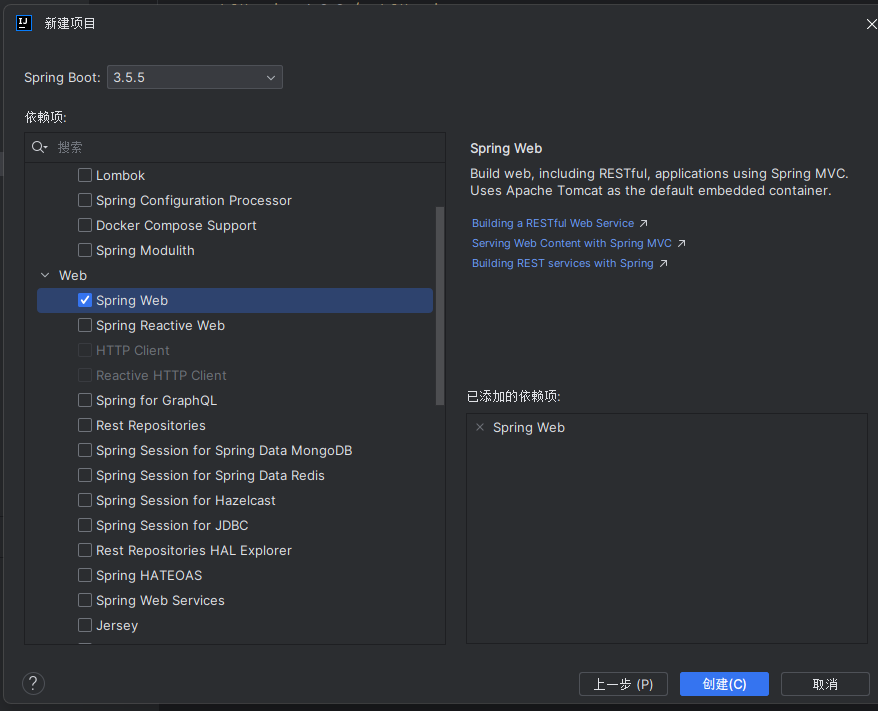 IJ 新建项目
Spring Boot: 3.5.5
依赖项:
搜索
Lombok
Spring Configuration Processor
Docker Compose Support
Spring Modulith
Web
Spring Web
Spring Reactive Web
HTTP Client
Reactive HTTP Client
Spring for GraphQL
Rest Repositories
Spring Session for Spring Data MongoDB
Spring Session for Spring Data Redis
Spring Session for Hazelcast
Spring Session for JDBC
Rest Repositories HAL Explorer
Spring HATEOAS
Spring Web Services
Jersey
Spring Web
Build web, including RESTful, applications using Spring MVC.
Uses Apache Tomcat as the default embedded container.
Building a RESTful Web Service
Serving Web Content with Spring MVC
Building REST services with Spring
已添加的依赖项:
Spring Web
?
上一步 (P)
创建(C)
取消